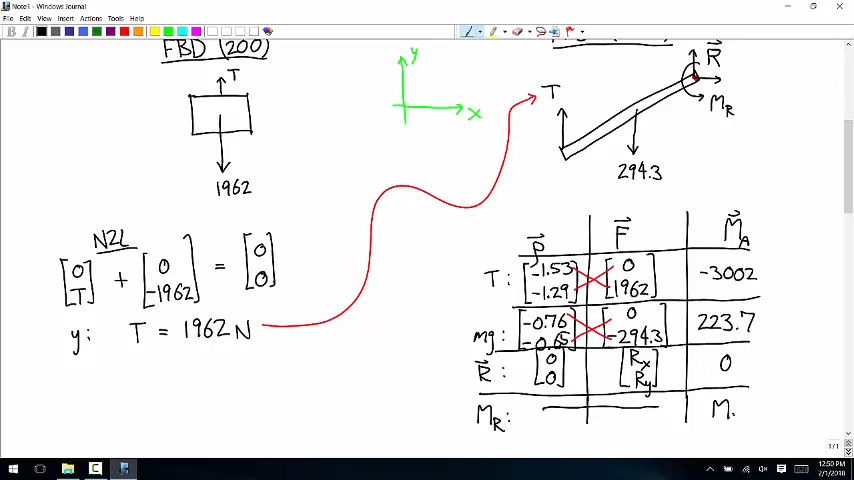 Note1 - Windows Journal
File Edit View Insert Actions Tools Help
FBD (200)
T
1962
y
x
T
R
M_R
294.3
N2L
[0 T] + [0 -1962] = [0 0]
y: T = 1962 N
p F M_A
T: [-1.53 -1.29] [0 1962] -3002
mg: [-0.76 -0.65] [0 -294.3] 223.7
R: [0 0] [Rx Ry] 0
M_R: M.
1/1
12:50 PM
2/1/2018